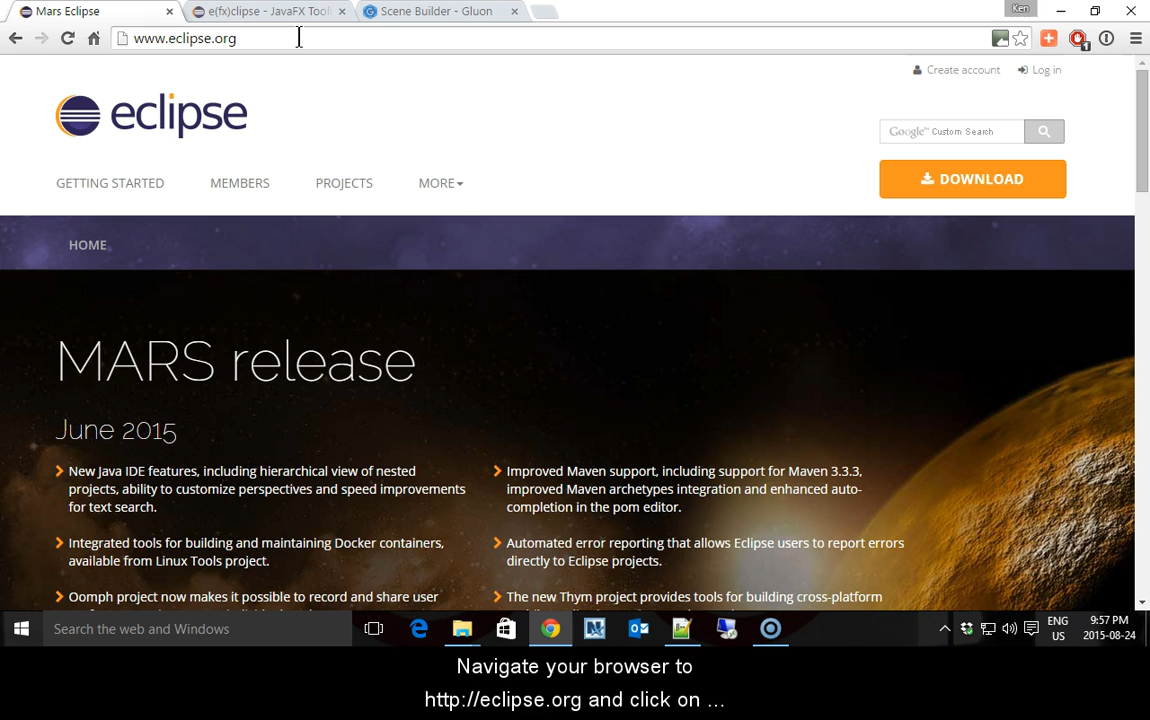 Mars Eclipse
e(fx)clipse - JavaFX Tool
Scene Builder - Gluon
Ken
www.eclipse.org
1
Create account
Log in
eclipse
Google™ Custom Search
GETTING STARTED
MEMBERS
PROJECTS
MORE
DOWNLOAD
HOME
MARS release
June 2015
New Java IDE features, including hierarchical view of nested
projects, ability to customize perspectives and speed improvements
for text search.
Integrated tools for building and maintaining Docker containers,
available from Linux Tools project.
Oomph project now makes it possible to record and share user
Improved Maven support, including support for Maven 3.3.3,
improved Maven archetypes integration and enhanced auto-
completion in the pom editor.
Automated error reporting that allows Eclipse users to report errors
directly to Eclipse projects.
The new Thym project provides tools for building cross-platform
Search the web and Windows
ENG
US
9:57 PM
2015-08-24
Navigate your browser to
http://eclipse.org and click on ...